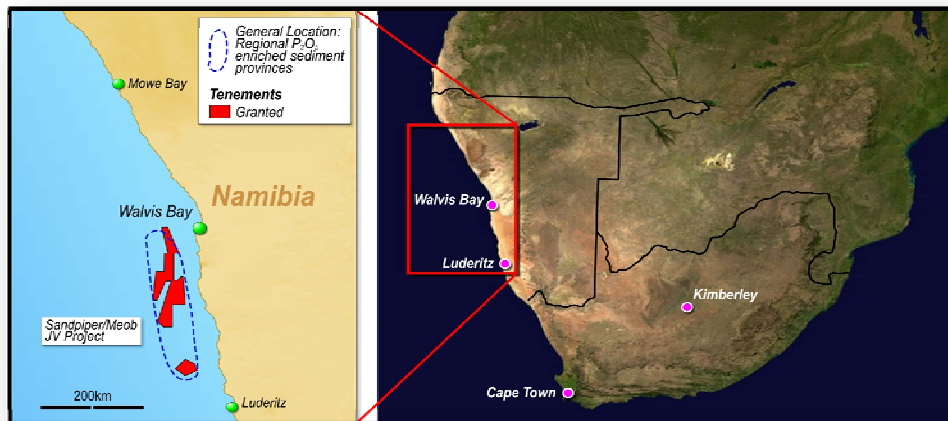 General Location:
Regional P₂O₅
enriched sediment
provinces
Tenements
Granted
Mowe Bay
Namibia
Walvis Bay
Sandpiper/Meob
JV Project
200km
Luderitz
Walvis Bay
Luderitz
Kimberley
Cape Town